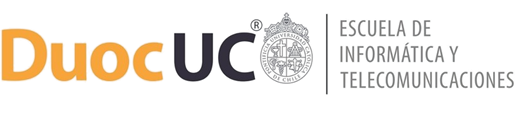 DuocUC®
ESCUELA DE
INFORMÁTICA Y
TELECOMUNICACIONES